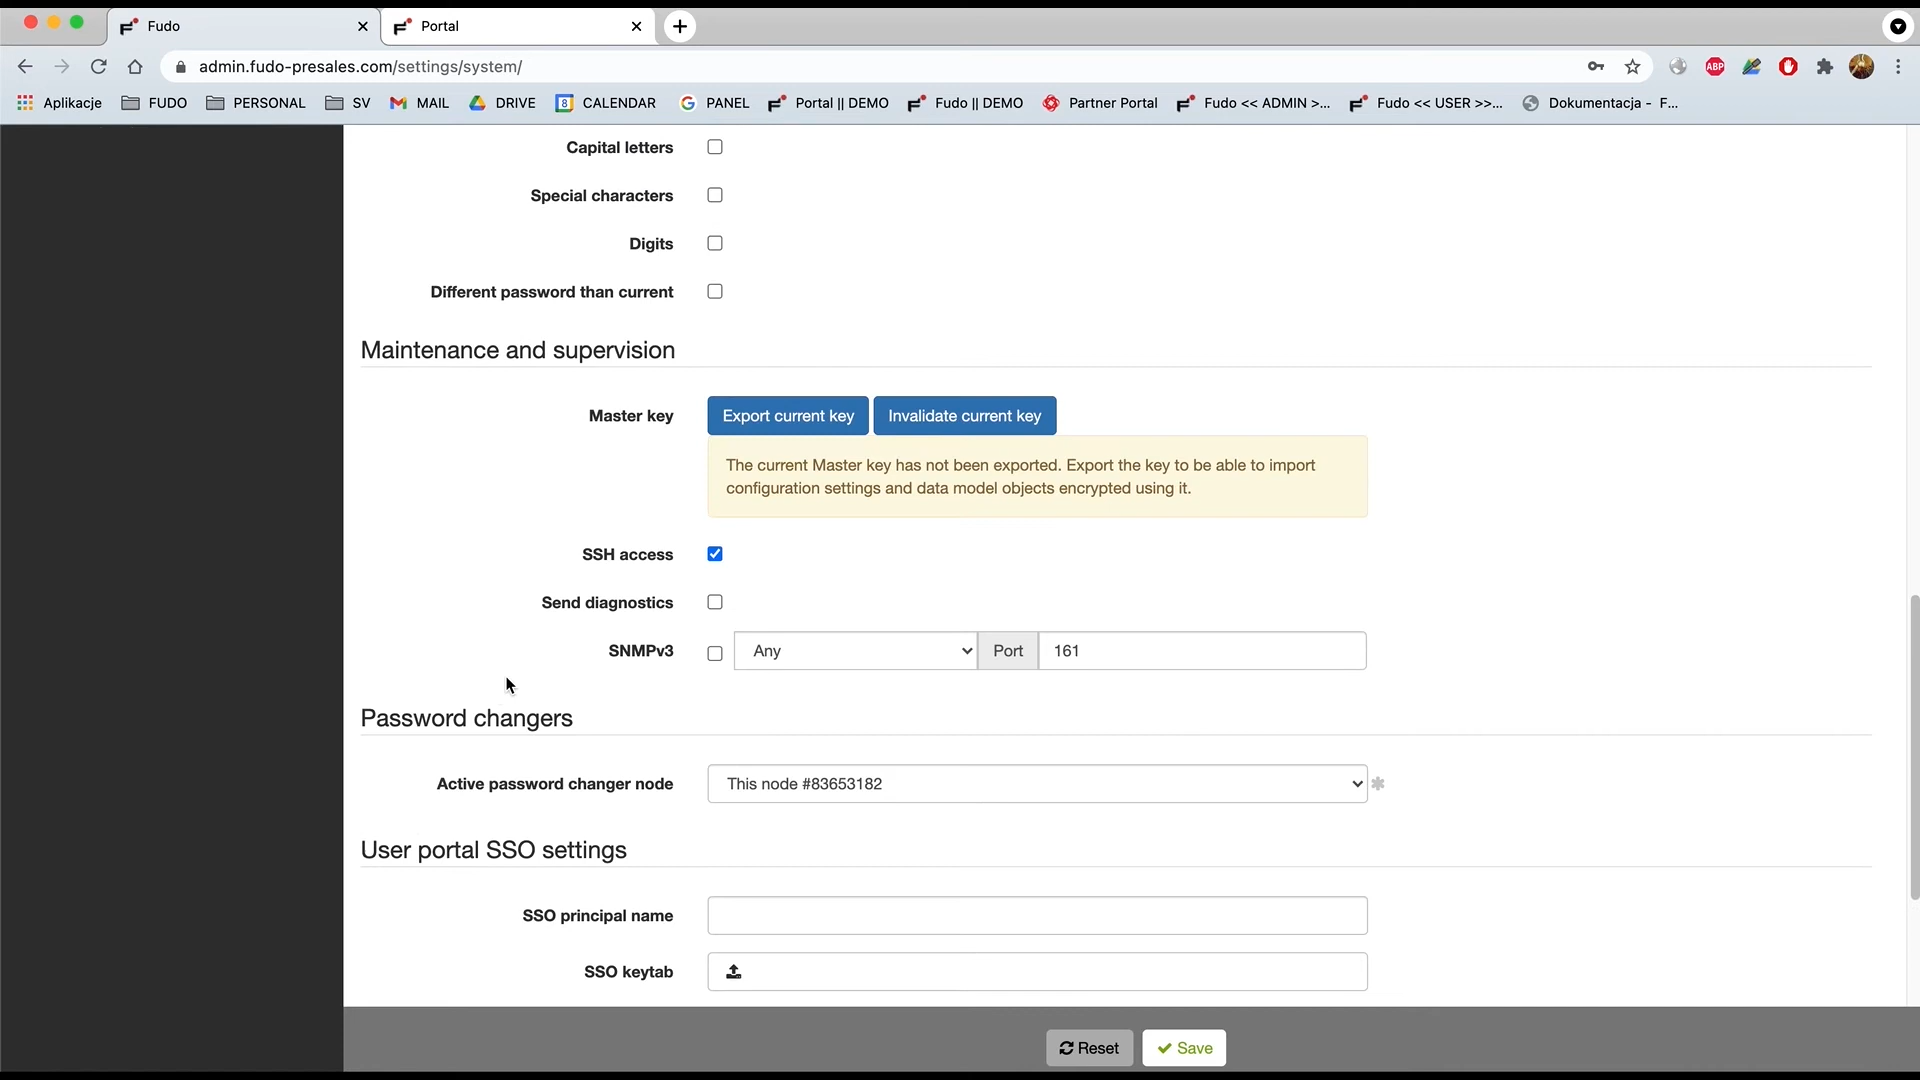 Fudo
Portal
admin.fudo-presales.com/settings/system/
ABP
Aplikacje
FUDO
PERSONAL
SV
MAIL
DRIVE
8
CALENDAR
PANEL
Portal || DEMO
Fudo || DEMO
Partner Portal
Fudo << ADMIN >...
Fudo << USER >>...
Dokumentacja - F...
Capital letters
Special characters
Digits
Different password than current
Maintenance and supervision
Master key
Export current key
Invalidate current key
The current Master key has not been exported. Export the key to be able to import
configuration settings and data model objects encrypted using it.
SSH access
Send diagnostics
SNMPv3
Any
Port
161
Password changers
Active password changer node
This node #83653182
User portal SSO settings
SSO principal name
SSO keytab
Reset
Save